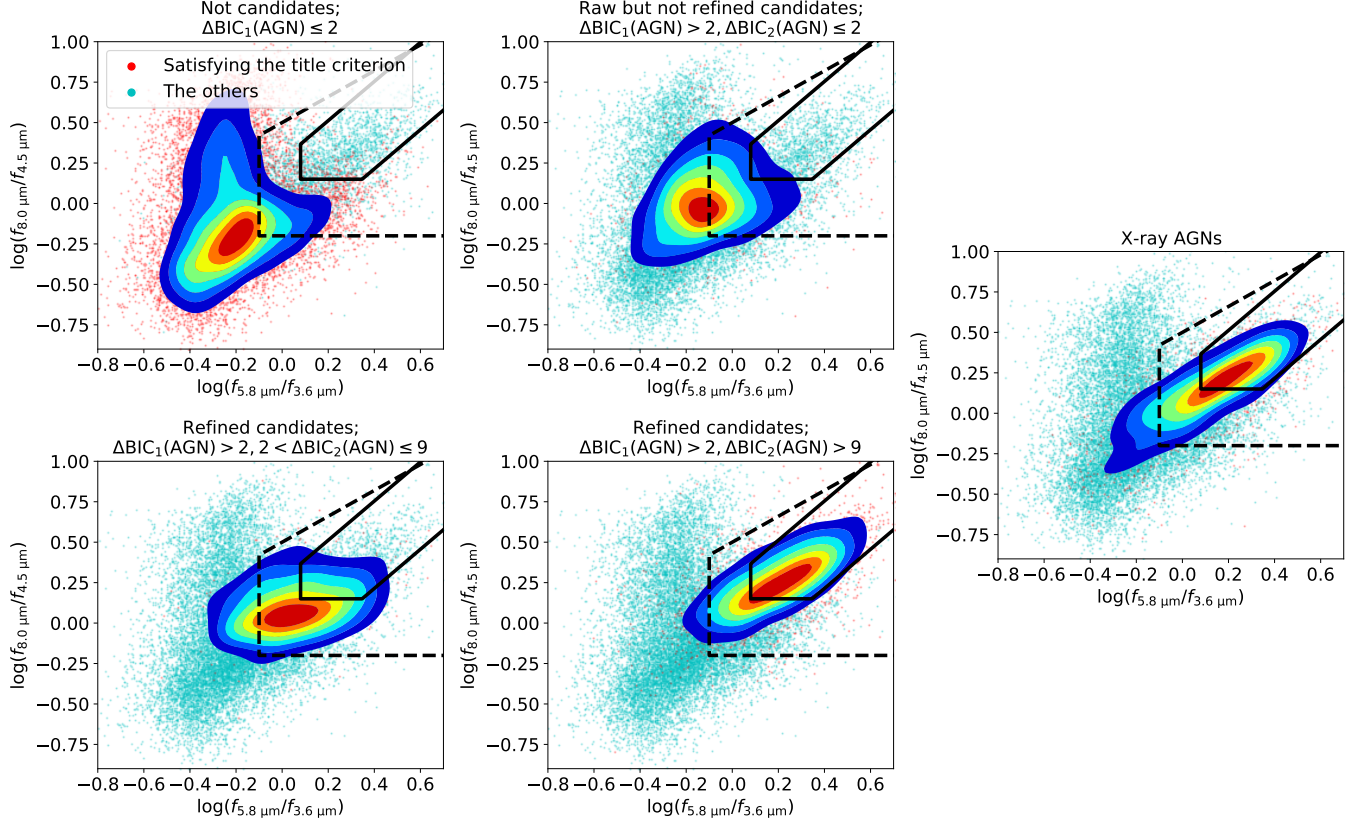 Not candidates;
ΔBIC₁(AGN) ≤ 2
1.00
0.75
0.50
0.25
0.00
−0.25
−0.50
−0.75
log(f8.0 μm/f4.5 μm)
Satisfying the title criterion
The others
−0.8 −0.6 −0.4 −0.2 0.0 0.2 0.4 0.6
log(f5.8 μm/f3.6 μm)
Raw but not refined candidates;
ΔBIC₁(AGN) > 2, ΔBIC₂(AGN) ≤ 2
1.00
0.75
0.50
0.25
0.00
−0.25
−0.50
−0.75
log(f8.0 μm/f4.5 μm)
−0.8 −0.6 −0.4 −0.2 0.0 0.2 0.4 0.6
log(f5.8 μm/f3.6 μm)
Refined candidates;
ΔBIC₁(AGN) > 2, 2 < ΔBIC₂(AGN) ≤ 9
1.00
0.75
0.50
0.25
0.00
−0.25
−0.50
−0.75
log(f8.0 μm/f4.5 μm)
−0.8 −0.6 −0.4 −0.2 0.0 0.2 0.4 0.6
log(f5.8 μm/f3.6 μm)
Refined candidates;
ΔBIC₁(AGN) > 2, ΔBIC₂(AGN) > 9
1.00
0.75
0.50
0.25
0.00
−0.25
−0.50
−0.75
log(f8.0 μm/f4.5 μm)
−0.8 −0.6 −0.4 −0.2 0.0 0.2 0.4 0.6
log(f5.8 μm/f3.6 μm)
X-ray AGNs
1.00
0.75
0.50
0.25
0.00
−0.25
−0.50
−0.75
log(f8.0 μm/f4.5 μm)
−0.8 −0.6 −0.4 −0.2 0.0 0.2 0.4 0.6
log(f5.8 μm/f3.6 μm)